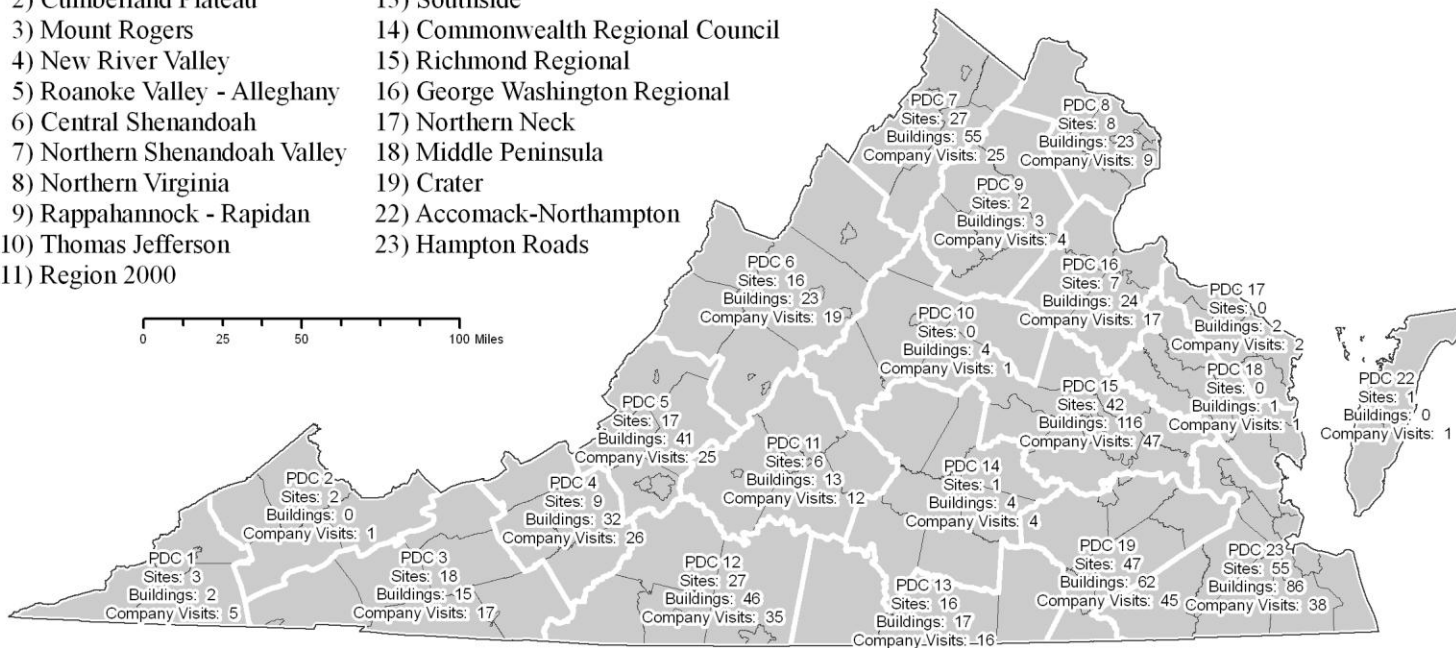 2) Cumberland Plateau
3) Mount Rogers
4) New River Valley
5) Roanoke Valley - Alleghany
6) Central Shenandoah
7) Northern Shenandoah Valley
8) Northern Virginia
9) Rappahannock - Rapidan
10) Thomas Jefferson
11) Region 2000
13) Southside
14) Commonwealth Regional Council
15) Richmond Regional
16) George Washington Regional
17) Northern Neck
18) Middle Peninsula
19) Crater
22) Accomack-Northampton
23) Hampton Roads
0 25 50 100 Miles
PDC 7
Sites: 27
Buildings: 55
Company Visits: 25
PDC 8
Sites: 8
Buildings: 23
Company Visits: 9
PDC 9
Sites: 2
Buildings: 3
Company Visits: 4
PDC 6
Sites: 16
Buildings: 23
Company Visits: 19
PDC 16
Sites: 7
Buildings: 24
Company Visits: 17
PDC 17
Sites: 0
Buildings: 2
Company Visits: 2
PDC 10
Sites: 0
Buildings: 4
Company Visits: 1
PDC 18
Sites: 0
Buildings: 1
Company Visits: 1
PDC 22
Sites: 1
Buildings: 0
Company Visits: 1
PDC 5
Sites: 17
Buildings: 41
Company Visits: 25
PDC 15
Sites: 42
Buildings: 116
Company Visits: 47
PDC 11
Sites: 6
Buildings: 13
Company Visits: 12
PDC 14
Sites: 1
Buildings: 4
Company Visits: 4
PDC 2
Sites: 2
Buildings: 0
Company Visits: 1
PDC 4
Sites: 9
Buildings: 32
Company Visits: 26
PDC 1
Sites: 3
Buildings: 2
Company Visits: 5
PDC 3
Sites: 18
Buildings: 15
Company Visits: 17
PDC 12
Sites: 27
Buildings: 46
Company Visits: 35
PDC 13
Sites: 16
Buildings: 17
Company Visits: 16
PDC 19
Sites: 47
Buildings: 62
Company Visits: 45
PDC 23
Sites: 55
Buildings: 86
Company Visits: 38